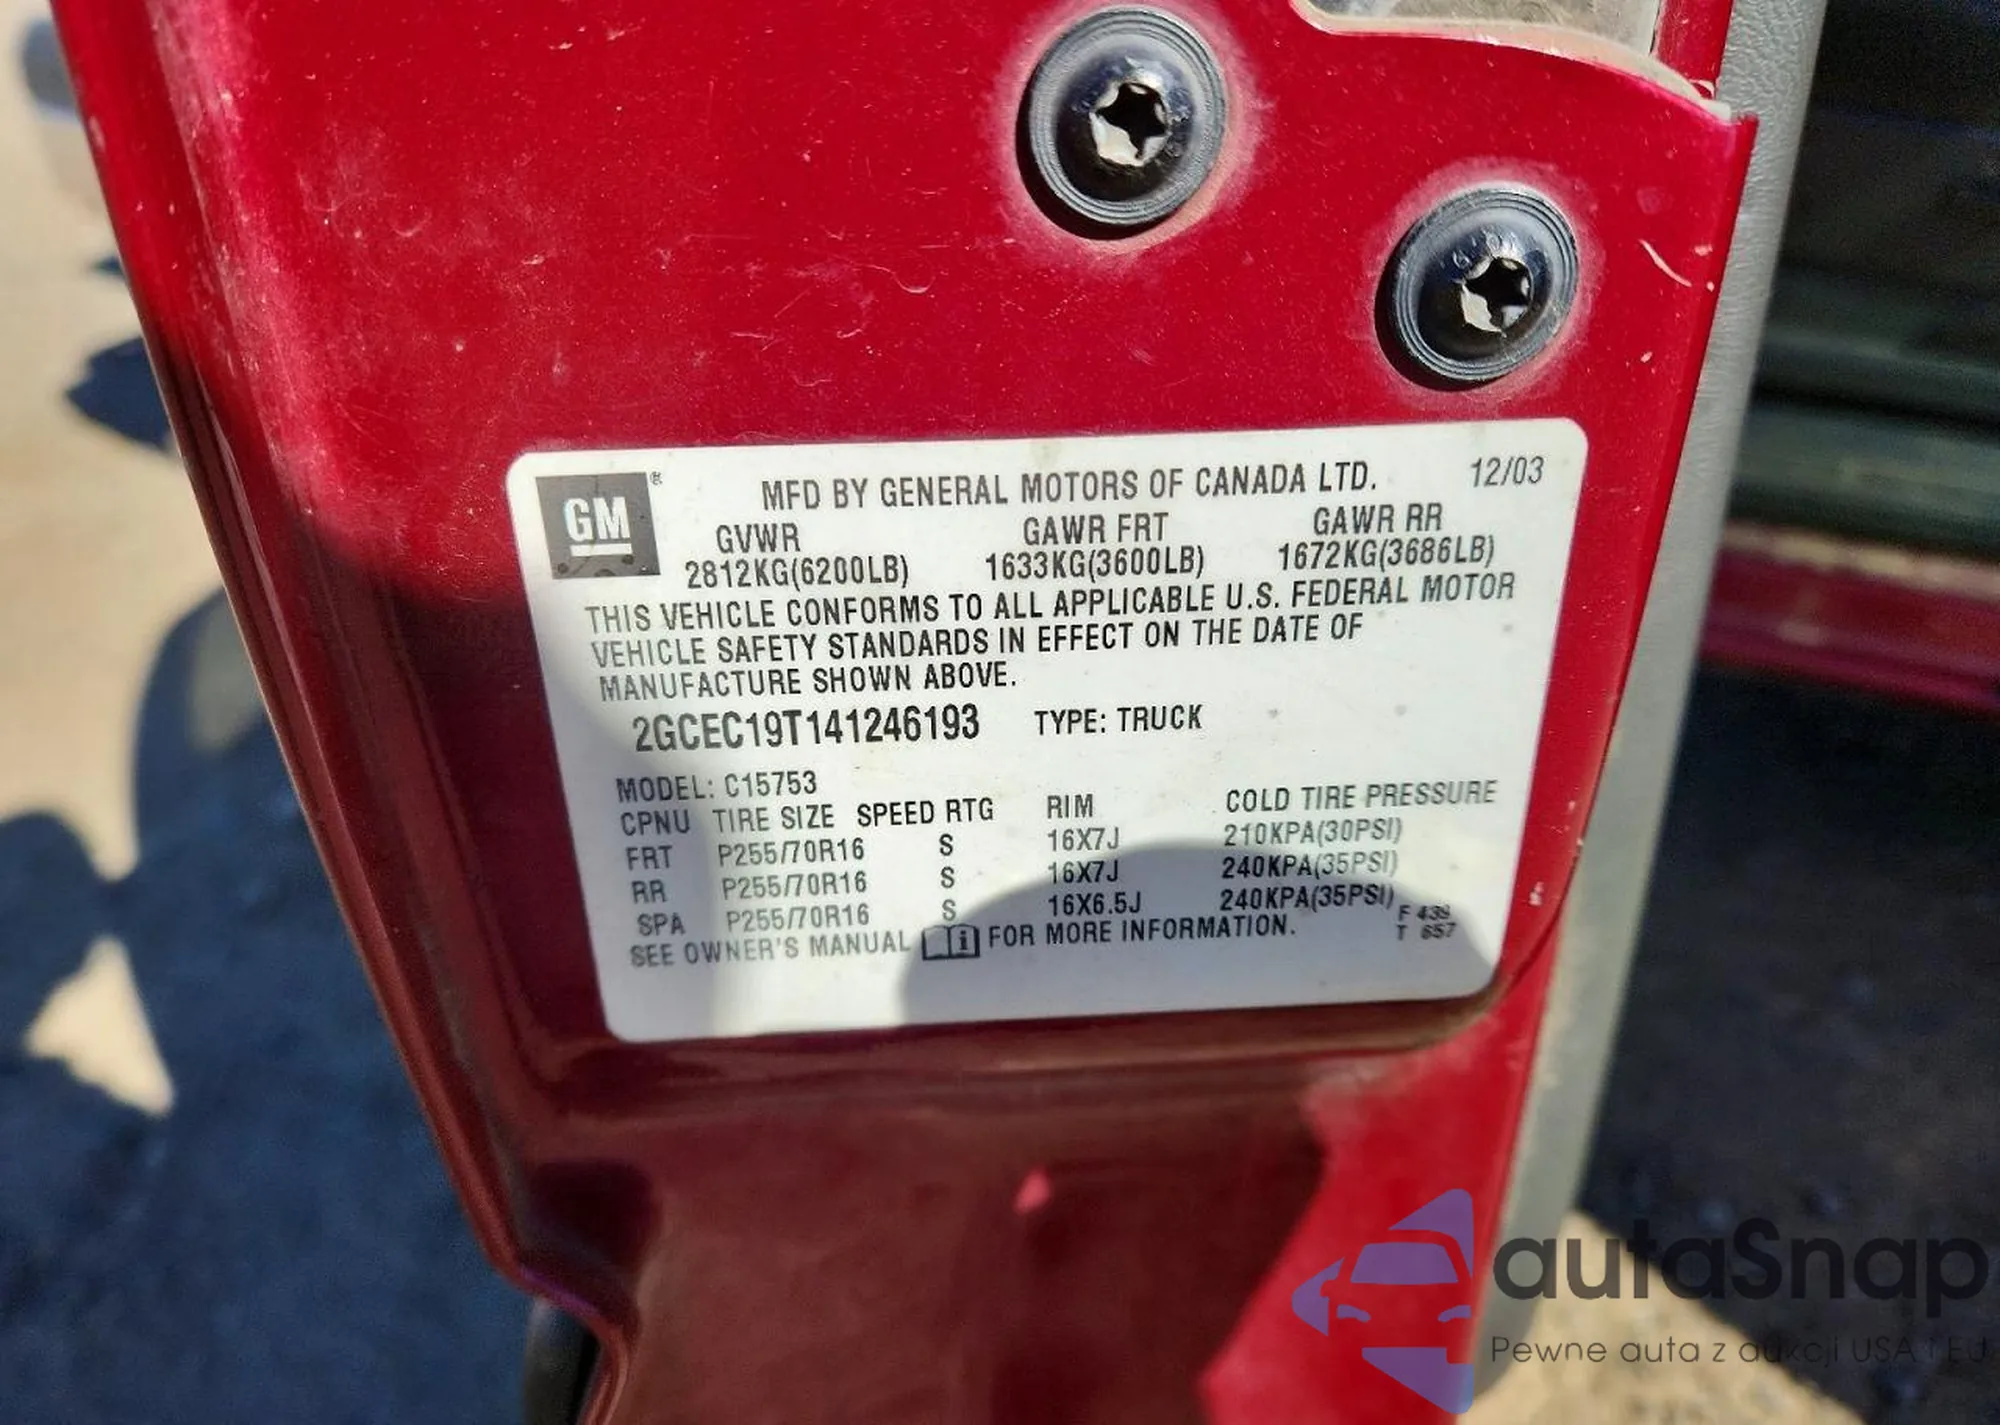 GM ® MFD BY GENERAL MOTORS OF CANADA LTD. 12/03
GVWR GAWR FRT GAWR RR
2812KG(6200LB) 1633KG(3600LB) 1672KG(3686LB)
THIS VEHICLE CONFORMS TO ALL APPLICABLE U.S. FEDERAL MOTOR
VEHICLE SAFETY STANDARDS IN EFFECT ON THE DATE OF
MANUFACTURE SHOWN ABOVE.
2GCEC19T141246193 TYPE: TRUCK
MODEL: C15753
CPNU TIRE SIZE SPEED RTG RIM COLD TIRE PRESSURE
FRT P255/70R16 S 16X7J 210KPA(30PSI)
RR P255/70R16 S 16X7J 240KPA(35PSI)
SPA P255/70R16 S 16X6.5J 240KPA(35PSI)
F 439
T 657
SEE OWNER'S MANUAL i FOR MORE INFORMATION.
autaSnap
Pewne auta z aukcji USA i EU